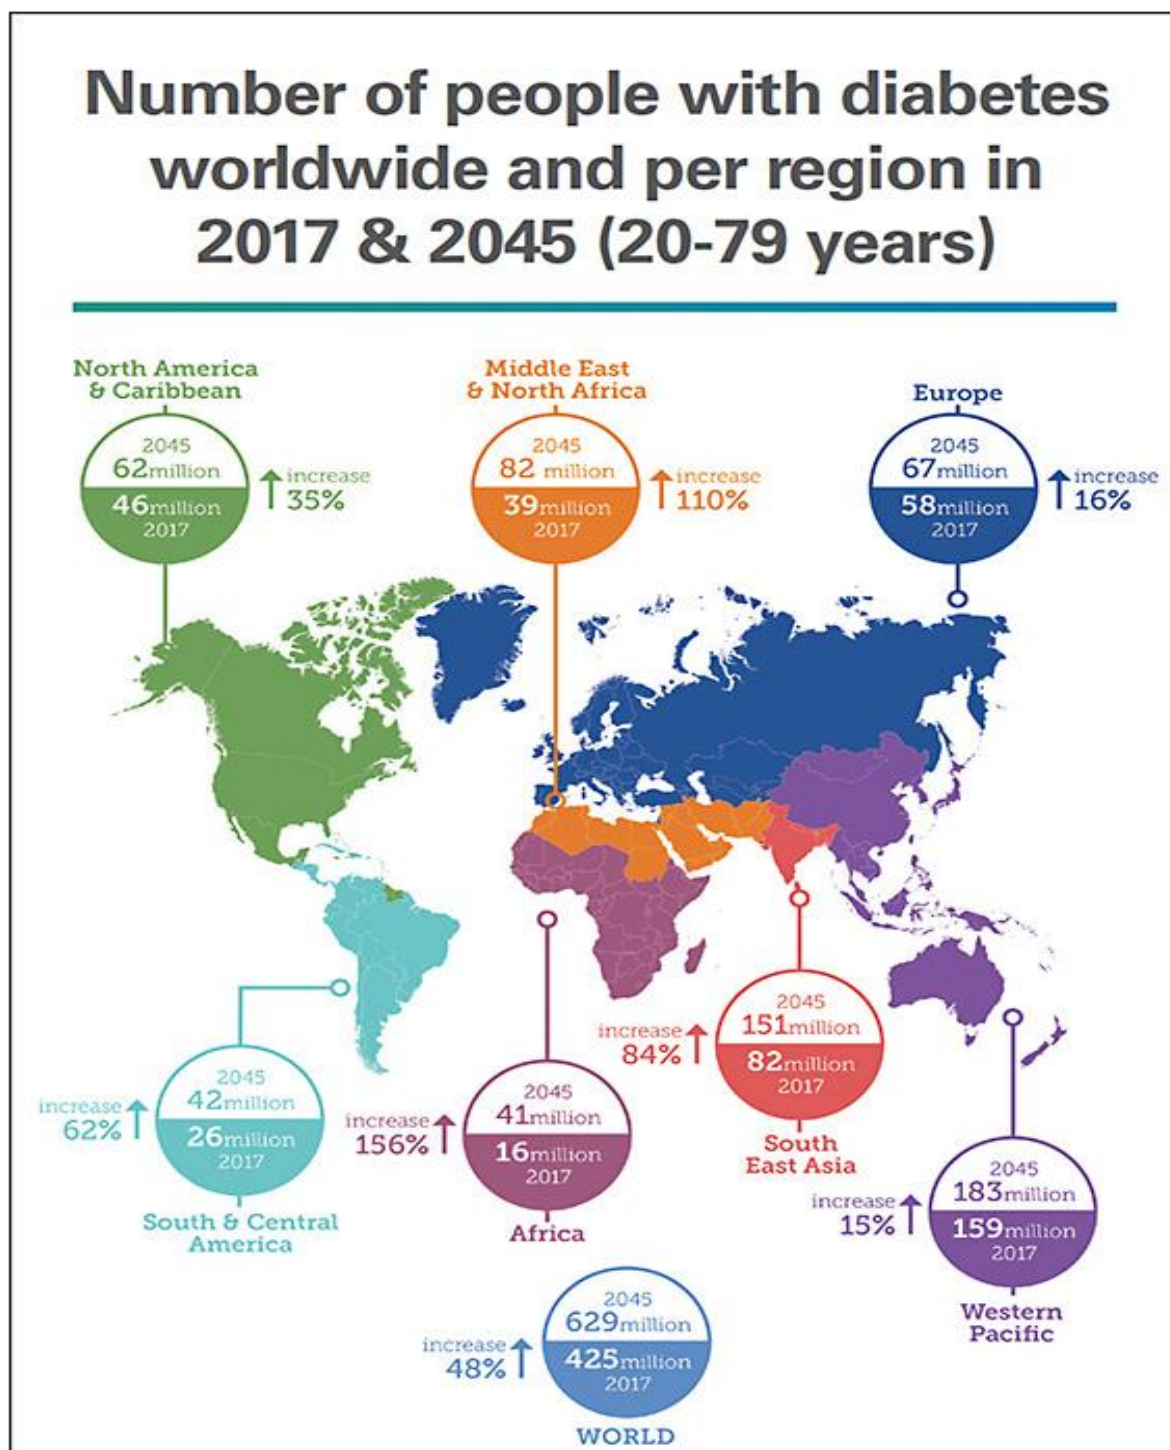 Number of people with diabetes
worldwide and per region in
2017 & 2045 (20-79 years)
North America
& Caribbean
2045
62million
46million
2017
increase
35%
Middle East
& North Africa
2045
82 million
39million
2017
increase
110%
Europe
2045
67million
58million
2017
increase
16%
South & Central
America
2045
42million
26million
2017
increase
62%
Africa
2045
41million
16million
2017
increase
156%
South
East Asia
2045
151million
82million
2017
increase
84%
Western
Pacific
2045
183million
159million
2017
increase
15%
2045
629million
425million
2017
increase
48%
WORLD